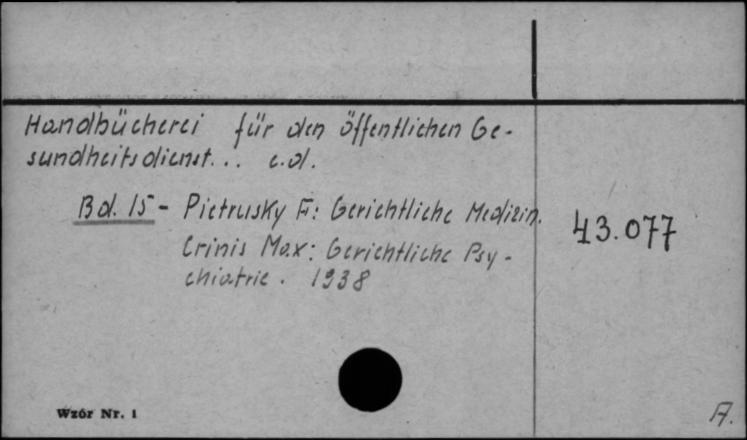 Handbücherei für den öffentlichen Ge-
sundheitsdienst... c.d.
Bd. 15 - Pietrusky F: Gerichtliche Medizin.
43.077
Crinis Max: Gerichtliche Psy-
chiatrie. 1938
Wzór Nr. 1
A.